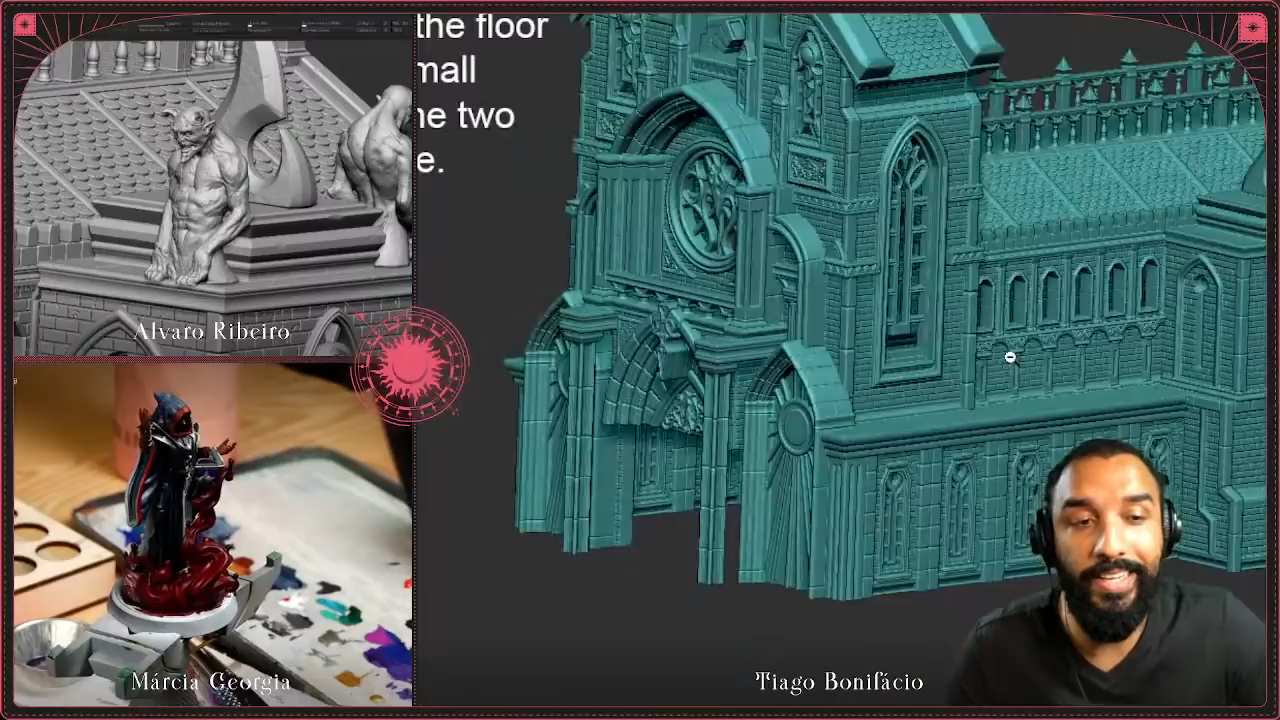 the floor
mall
he two
e.
Alvaro Ribeiro
Márcia Georgia
Tiago Bonifácio